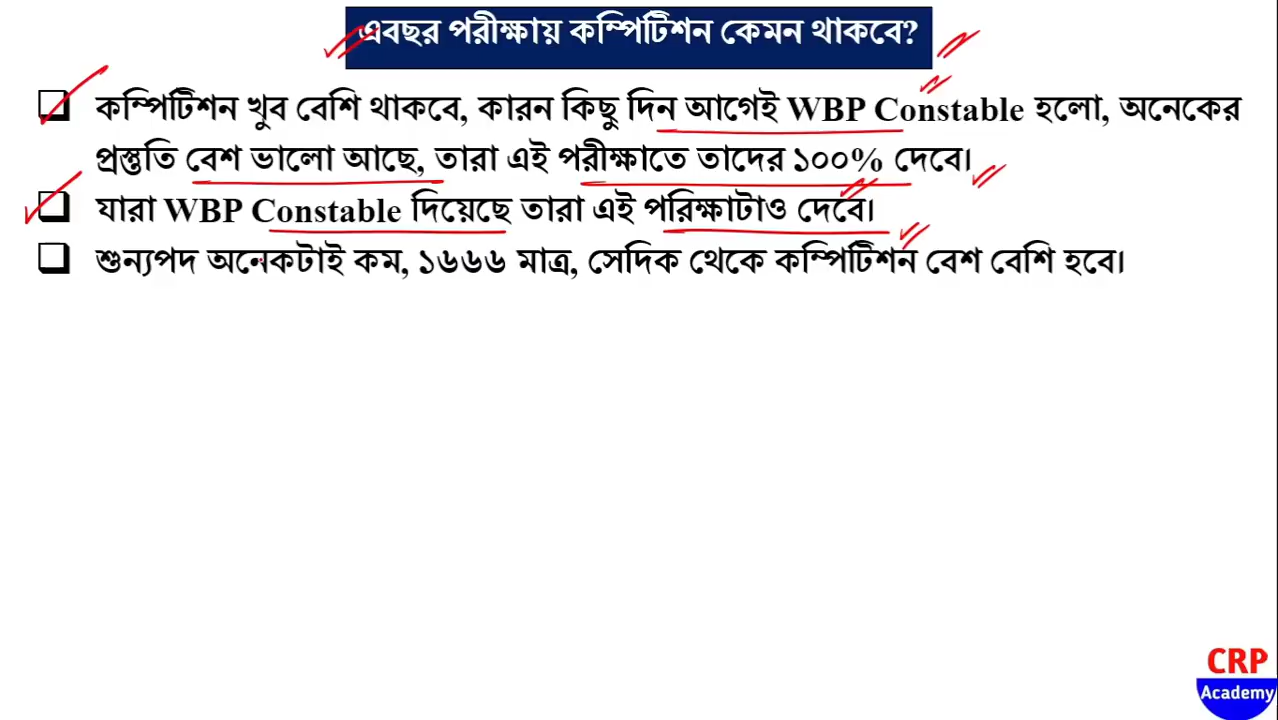 এবছর পরীক্ষায় কম্পিটিশন কেমন থাকবে?
কম্পিটিশন খুব বেশি থাকবে, কারন কিছু দিন আগেই WBP Constable হলো, অনেকের
প্রস্তুতি বেশ ভালো আছে, তারা এই পরীক্ষাতে তাদের ১০০% দেবে।
যারা WBP Constable দিয়েছে তারা এই পরিক্ষাটাও দেবে।
শুন্যপদ অনেকটাই কম, ১৬৬৬ মাত্র, সেদিক থেকে কম্পিটিশন বেশ বেশি হবে।
CRP
Academy